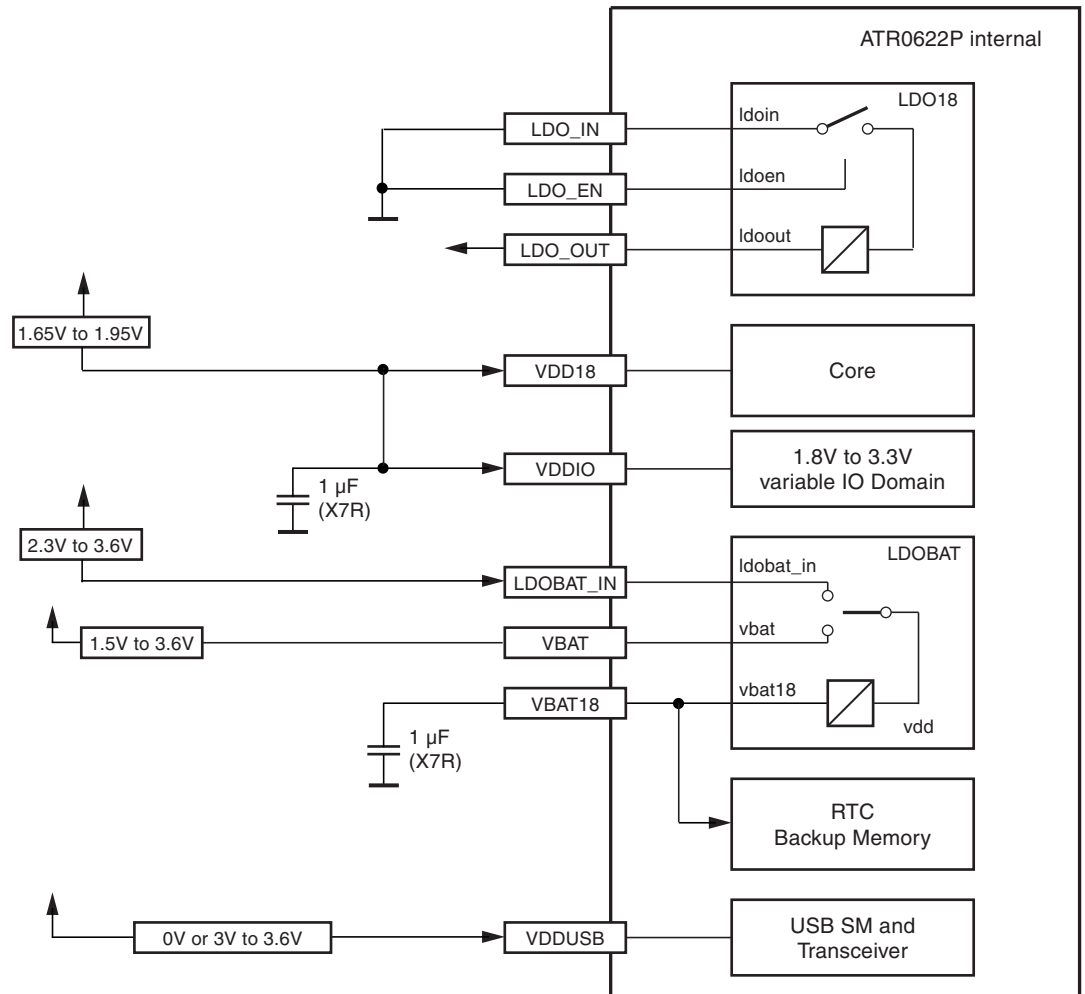 ATR0622P internal
LDO18
LDO_IN
ldoin
LDO_EN
ldoen
LDO_OUT
ldoout
1.65V to 1.95V
VDD18
Core
VDDIO
1.8V to 3.3V
variable IO Domain
1 µF
(X7R)
2.3V to 3.6V
LDOBAT
LDOBAT_IN
ldobat_in
1.5V to 3.6V
VBAT
vbat
VBAT18
vbat18
vdd
1 µF
(X7R)
RTC
Backup Memory
0V or 3V to 3.6V
VDDUSB
USB SM and
Transceiver